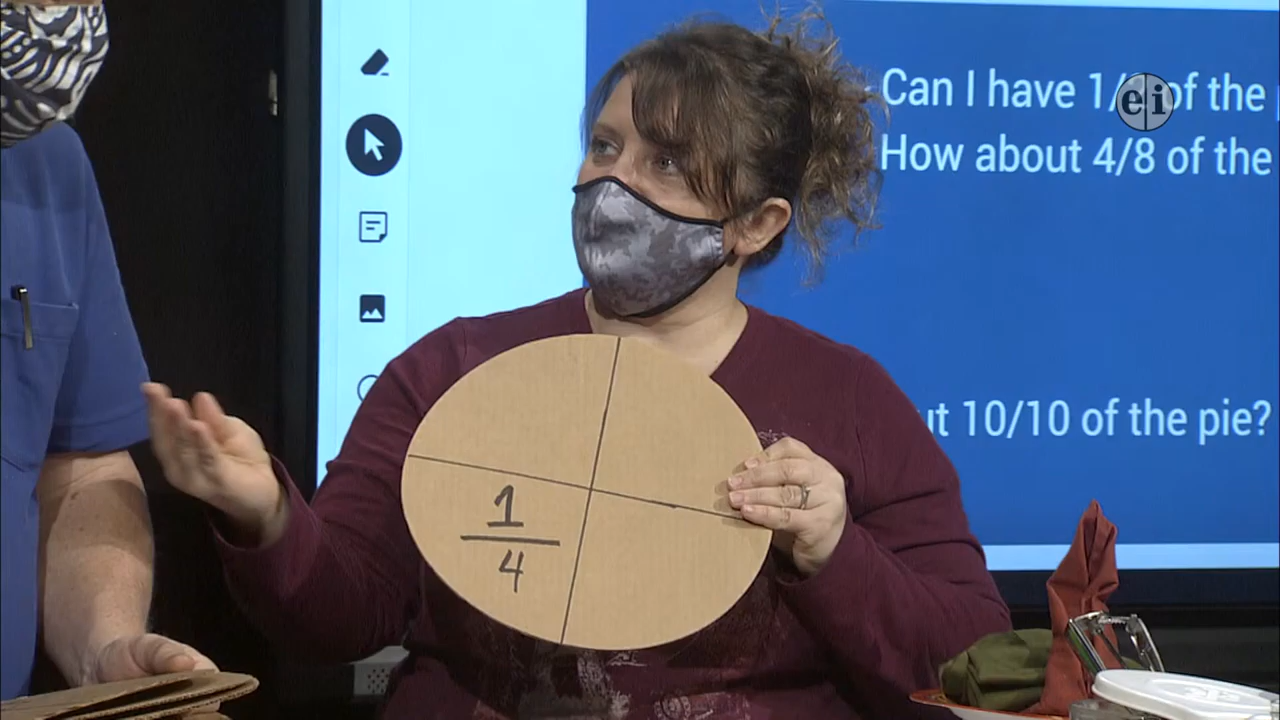 Can I have 1/ of the
How about 4/8 of the
10/10 of the pie?
ei
1
4